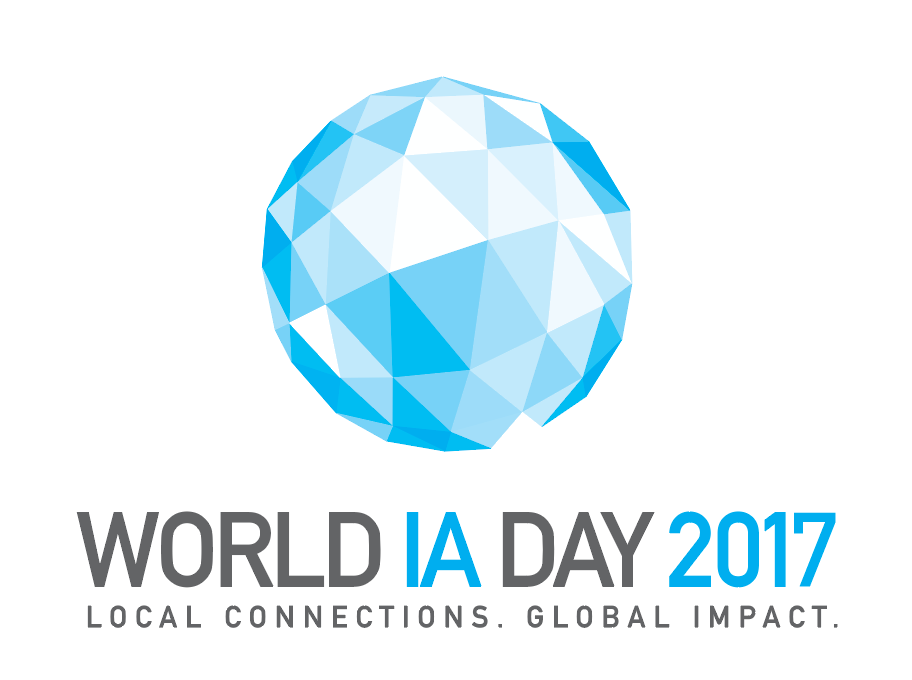 WORLD IA DAY 2017
LOCAL CONNECTIONS. GLOBAL IMPACT.